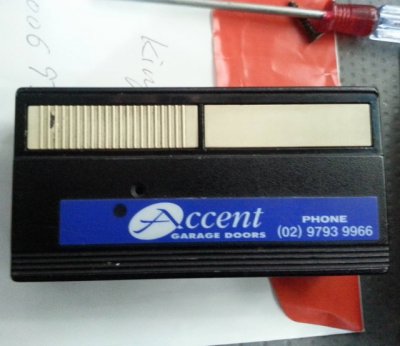 Accent
GARAGE DOORS
PHONE
(02) 9793 9966